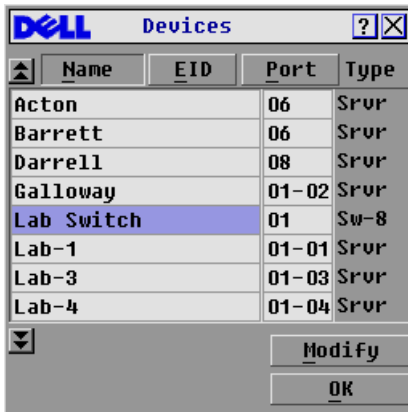 DELL Devices ? X
Name EID Port Type
Acton 06 Srvr
Barrett 06 Srvr
Darrell 08 Srvr
Galloway 01-02 Srvr
Lab Switch 01 Sw-8
Lab-1 01-01 Srvr
Lab-3 01-03 Srvr
Lab-4 01-04 Srvr
Modify
OK